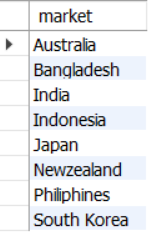 market
Australia
Bangladesh
India
Indonesia
Japan
Newzealand
Philiphines
South Korea